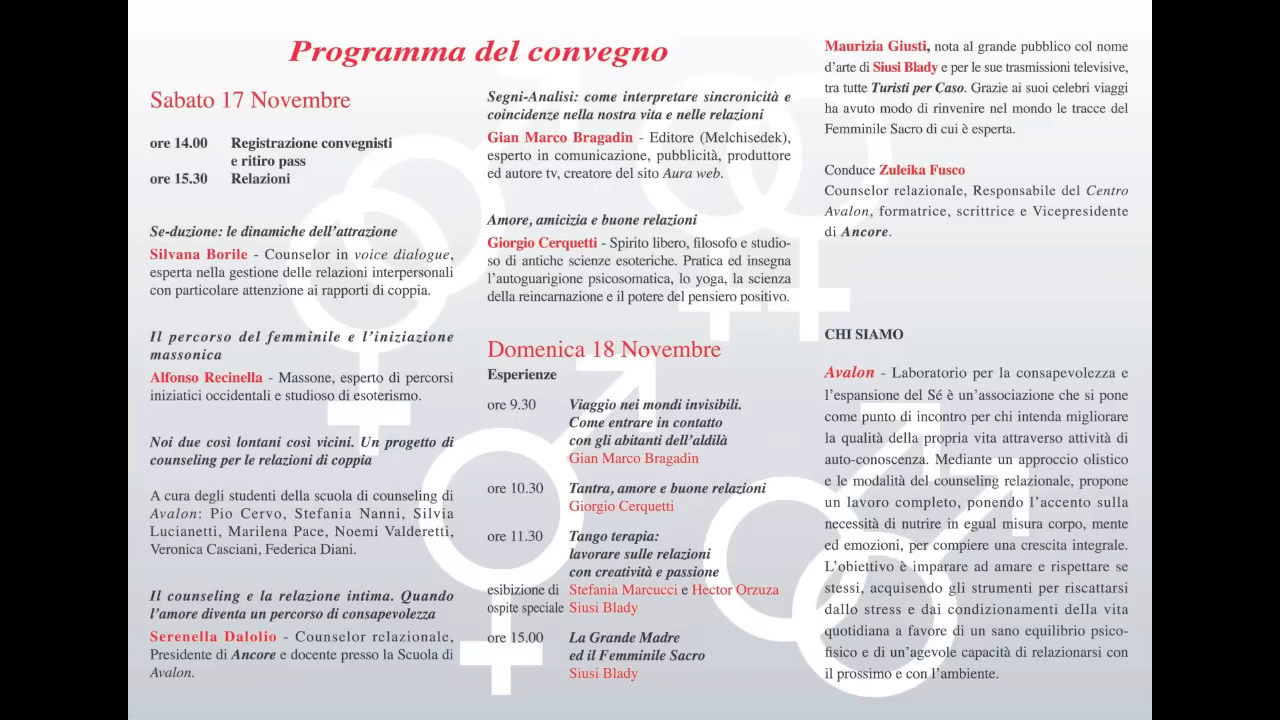 Programma del convegno
Sabato 17 Novembre
ore 14.00 Registrazione convegnisti
e ritiro pass
ore 15.30 Relazioni
Se-duzione: le dinamiche dell'attrazione
Silvana Borile - Counselor in voice dialogue,
esperta nella gestione delle relazioni interpersonali
con particolare attenzione ai rapporti di coppia.
Il percorso del femminile e l'iniziazione
massonica
Alfonso Recinella - Massone, esperto di percorsi
iniziatici occidentali e studioso di esoterismo.
Noi due così lontani così vicini. Un progetto di
counseling per le relazioni di coppia
A cura degli studenti della scuola di counseling di
Avalon: Pio Cervo, Stefania Nanni, Silvia
Lucianetti, Marilena Pace, Noemi Valderetti,
Veronica Casciani, Federica Diani.
Il counseling e la relazione intima. Quando
l'amore diventa un percorso di consapevolezza
Serenella Dalolio - Counselor relazionale,
Presidente di Ancore e docente presso la Scuola di
Avalon.
Segni-Analisi: come interpretare sincronicità e
coincidenze nella nostra vita e nelle relazioni
Gian Marco Bragadin - Editore (Melchisedek),
esperto in comunicazione, pubblicità, produttore
ed autore tv, creatore del sito Aura web.
Amore, amicizia e buone relazioni
Giorgio Cerquetti - Spirito libero, filosofo e studio-
so di antiche scienze esoteriche. Pratica ed insegna
l'autoguarigione psicosomatica, lo yoga, la scienza
della reincarnazione e il potere del pensiero positivo.
Domenica 18 Novembre
Esperienze
ore 9.30 Viaggio nei mondi invisibili.
Come entrare in contatto
con gli abitanti dell'aldilà
Gian Marco Bragadin
ore 10.30 Tantra, amore e buone relazioni
Giorgio Cerquetti
ore 11.30 Tango terapia:
lavorare sulle relazioni
con creatività e passione
esibizione di Stefania Marcucci e Hector Orzuza
ospite speciale Siusi Blady
ore 15.00 La Grande Madre
ed il Femminile Sacro
Siusi Blady
Maurizia Giusti, nota al grande pubblico col nome
d'arte di Siusi Blady e per le sue trasmissioni televisive,
tra tutte Turisti per Caso. Grazie ai suoi celebri viaggi
ha avuto modo di rinvenire nel mondo le tracce del
Femminile Sacro di cui è esperta.
Conduce Zuleika Fusco
Counselor relazionale, Responsabile del Centro
Avalon, formatrice, scrittrice e Vicepresidente
di Ancore.
CHI SIAMO
Avalon - Laboratorio per la consapevolezza e
l'espansione del Sé è un'associazione che si pone
come punto di incontro per chi intenda migliorare
la qualità della propria vita attraverso attività di
auto-conoscenza. Mediante un approccio olistico
e le modalità del counseling relazionale, propone
un lavoro completo, ponendo l'accento sulla
necessità di nutrire in egual misura corpo, mente
ed emozioni, per compiere una crescita integrale.
L'obiettivo è imparare ad amare e rispettare se
stessi, acquisendo gli strumenti per riscattarsi
dallo stress e dai condizionamenti della vita
quotidiana a favore di un sano equilibrio psico-
fisico e di un'agevole capacità di relazionarsi con
il prossimo e con l'ambiente.